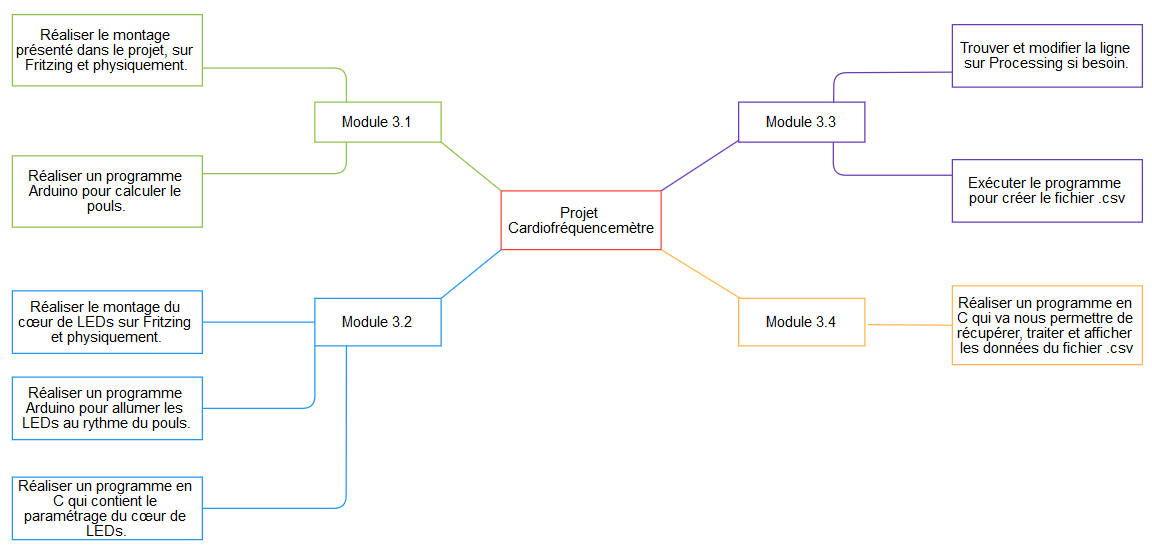 Réaliser le montage
présenté dans le projet, sur
Fritzing et physiquement.
Module 3.1
Réaliser un programme
Arduino pour calculer le
pouls.
Projet
Cardiofréquencemètre
Réaliser le montage du
cœur de LEDs sur Fritzing
et physiquement.
Module 3.2
Réaliser un programme
Arduino pour allumer les
LEDs au rythme du pouls.
Réaliser un programme en
C qui contient le
paramétrage du cœur de
LEDs.
Trouver et modifier la ligne
sur Processing si besoin.
Module 3.3
Exécuter le programme
pour créer le fichier .csv
Module 3.4
Réaliser un programme en
C qui va nous permettre de
récupérer, traiter et afficher
les données du fichier .csv